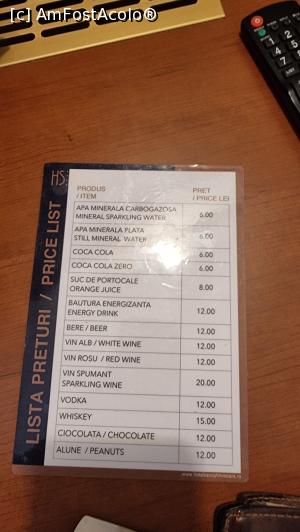 [c] AmFostAcolo®
HS
LISTA PRETURI / PRICE LIST
PRODUS
/ ITEM
PRET
/ PRICE LEI
APA MINERALA CARBOGAZOSA
MINERAL SPARKLING WATER
6.00
APA MINERALA PLATA
STILL MINERAL WATER
6.00
COCA COLA
6.00
COCA COLA ZERO
6.00
SUC DE PORTOCALE
ORANGE JUICE
8.00
BAUTURA ENERGIZANTA
ENERGY DRINK
12.00
BERE / BEER
12.00
VIN ALB / WHITE WINE
12.00
VIN ROSU / RED WINE
12.00
VIN SPUMANT
SPARKLING WINE
20.00
VODKA
12.00
WHISKEY
15.00
CIOCOLATA / CHOCOLATE
12.00
ALUNE / PEANUTS
12.00